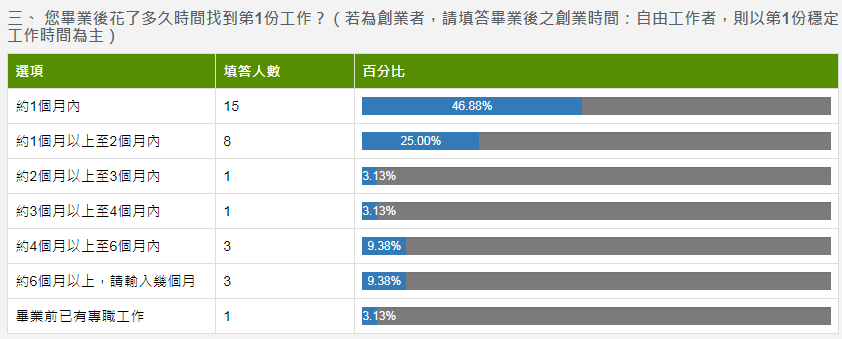 三、 您畢業後花了多久時間找到第1份工作？（若為創業者，請填答畢業後之創業時間：自由工作者，則以第1份穩定
工作時間為主）
選項 填答人數 百分比
約1個月內 15 46.88%
約1個月以上至2個月內 8 25.00%
約2個月以上至3個月內 1 3.13%
約3個月以上至4個月內 1 3.13%
約4個月以上至6個月內 3 9.38%
約6個月以上，請輸入幾個月 3 9.38%
畢業前已有專職工作 1 3.13%